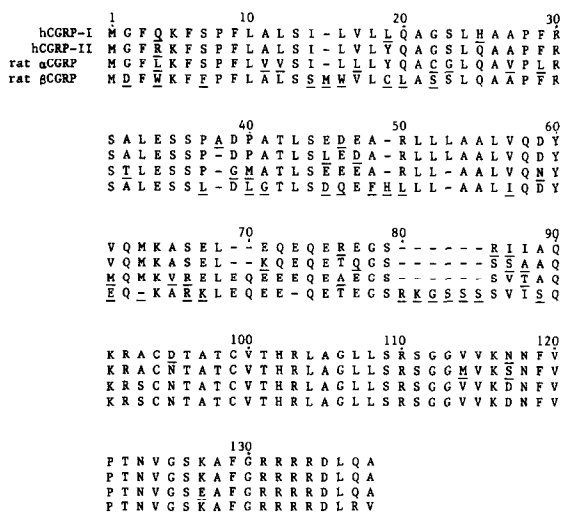 1 10 20 30
hCGRP-I M G F Q K F S P F L A L S I - L V L L Q A G S L H A A P F R
hCGRP-II M G F R K F S P F L A L S I - L V L Y Q A G S L Q A A P F R
rat αCGRP M G F L K F S P F L V V S I - L L L Y Q A C G L Q A V P L R
rat βCGRP M D F W K F F P F L A L S S M W V L C L A S S L Q A A P F R
40 50 60
S A L E S S P A D P A T L S E D E A - R L L L A A L V Q D Y
S A L E S S P - D P A T L S L E D A - R L L L A A L V Q D Y
S T L E S S P - G M A T L S E E E A - R L L - A A L V Q N Y
S A L E S S L - D L G T L S D Q E F H L L L - A A L I Q D Y
70 80 90
V Q M K A S E L - - E Q E Q E R E G S - - - - - - R I I A Q
V Q M K A S E L - - K Q E Q E T Q G S - - - - - - S S A A Q
M Q M K V R E L E Q E E E Q E A E G S - - - - - - S V T A Q
E Q - K A R K L E Q E E - Q E T E G S R K G S S S S V I S Q
100 110 120
K R A C D T A T C V T H R L A G L L S R S G G V V K N N F V
K R A C N T A T C V T H R L A G L L S R S G G M V K S N F V
K R S C N T A T C V T H R L A G L L S R S G G V V K D N F V
K R S C N T A T C V T H R L A G L L S R S G G V V K D N F V
130
P T N V G S K A F G R R R R D L Q A
P T N V G S K A F G R R R R D L Q A
P T N V G S E A F G R R R R D L Q A
P T N V G S K A F G R R R R D L R V